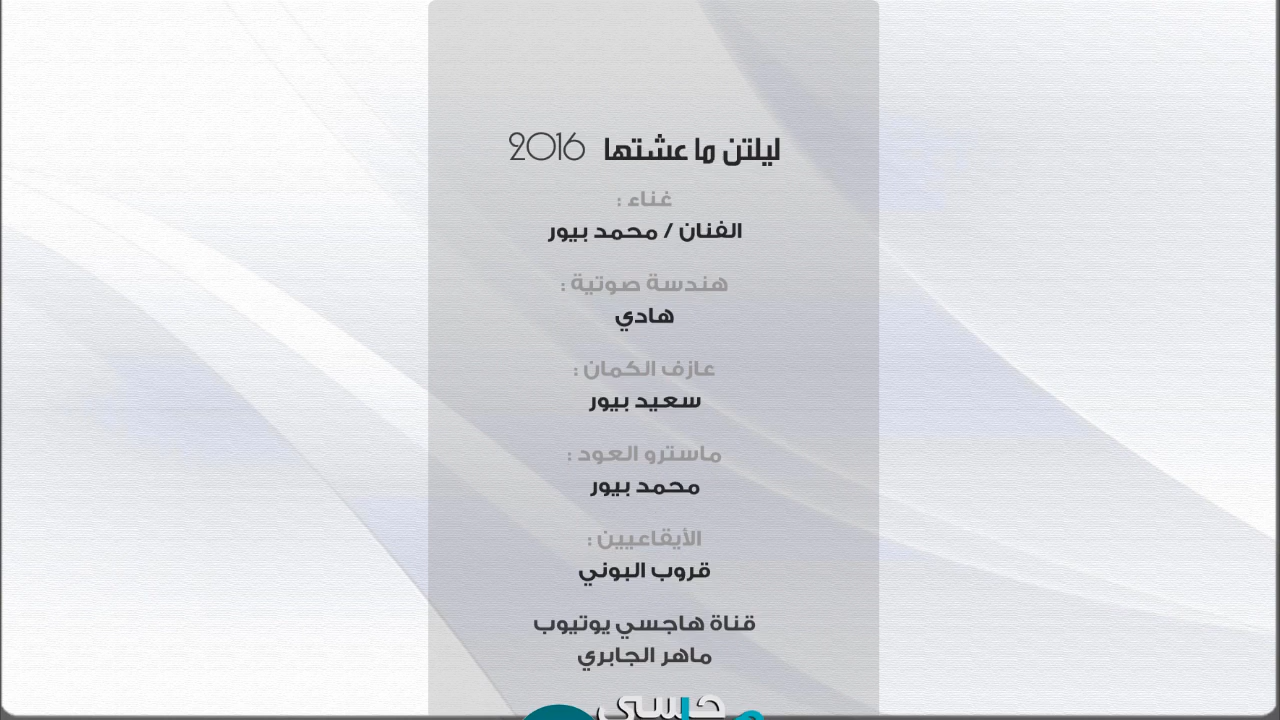 ليلتن ما عشتها 2016
غناء :
الفنان / محمد بيور
هندسة صوتية :
هادي
عازف الكمان :
سعيد بيور
ماسترو العود :
محمد بيور
الأيقاعيين :
قروب البوني
قناة هاجسي يوتيوب
ماهر الجابري